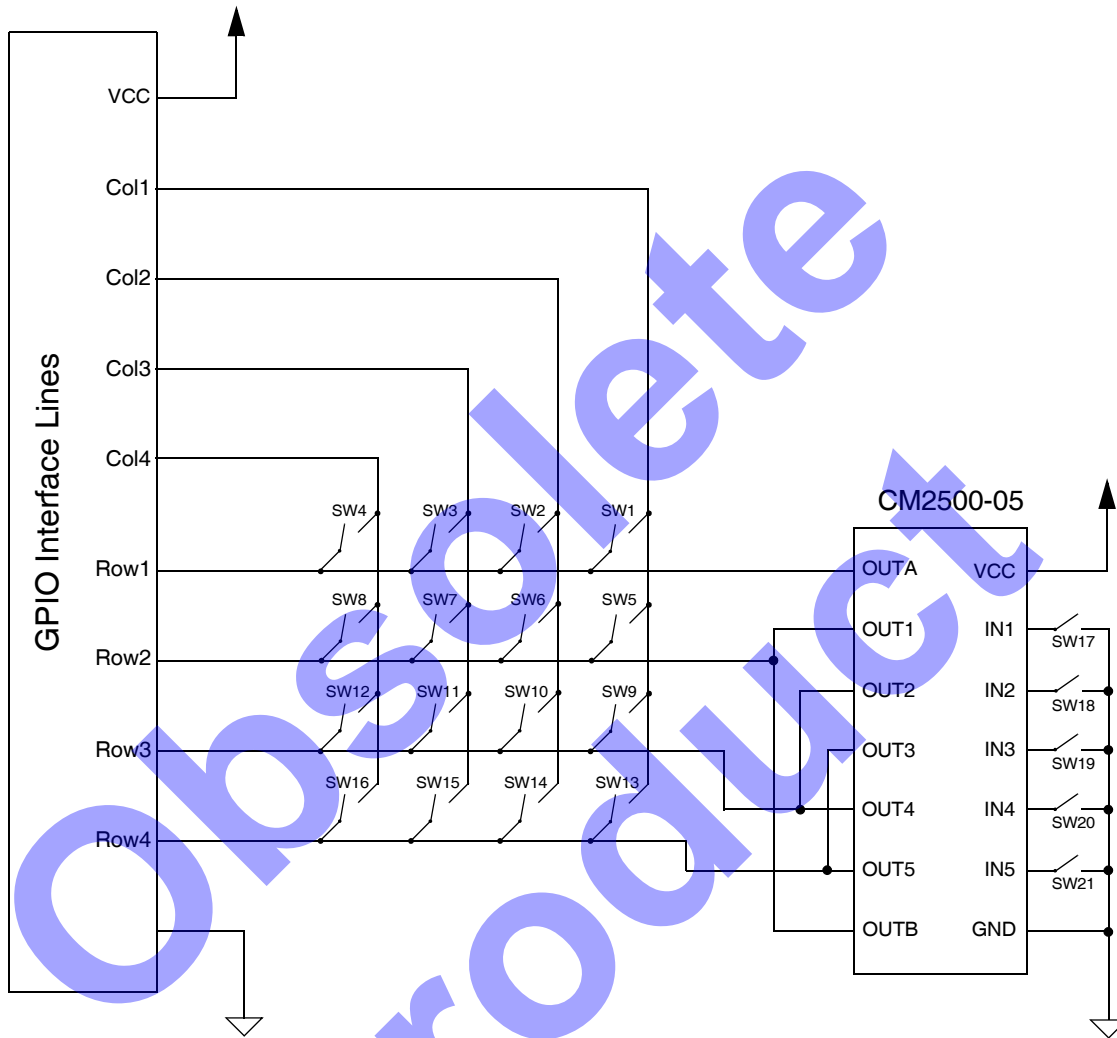 VCC
Col1
Col2
Col3
Col4
GPIO Interface Lines
CM2500-05
SW4 SW3 SW2 SW1
Row1
OUTA VCC
SW8 SW7 SW6 SW5
OUT1 IN1
SW17
Row2
SW12 SW11 SW10 SW9
OUT2 IN2
SW18
Row3
OUT3 IN3
SW19
SW16 SW15 SW14 SW13
OUT4 IN4
SW20
Row4
OUT5 IN5
SW21
OUTB GND
Obsolete
roduct